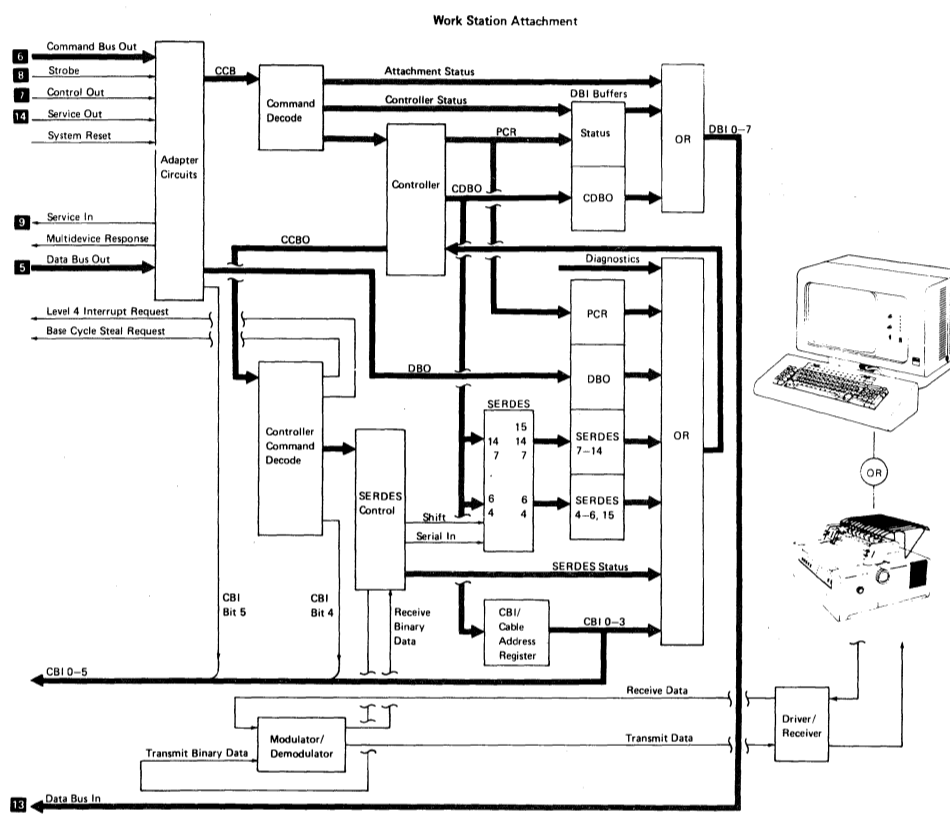 Work Station Attachment
6 Command Bus Out
8 Strobe
7 Control Out
14 Service Out
System Reset
9 Service In
Multidevice Response
5 Data Bus Out
Level 4 Interrupt Request
Base Cycle Steal Request
Adapter
Circuits
CCB
Command
Decode
Attachment Status
Controller Status
Controller
PCR
CDBO
CCBO
DBI Buffers
Status
CDBO
OR
DBI 0–7
Diagnostics
PCR
DBO
DBO
SERDES
15
14 14
7 7
6 6
4 4
SERDES
7–14
SERDES
4–6, 15
OR
Controller
Command
Decode
SERDES
Control
Shift
Serial In
SERDES Status
CBI
Bit 5
CBI
Bit 4
Receive
Binary
Data
CBI/
Cable
Address
Register
CBI 0–3
CBI 0–5
OR
Receive Data
Transmit Data
Driver/
Receiver
Modulator/
Demodulator
Transmit Binary Data
13 Data Bus In